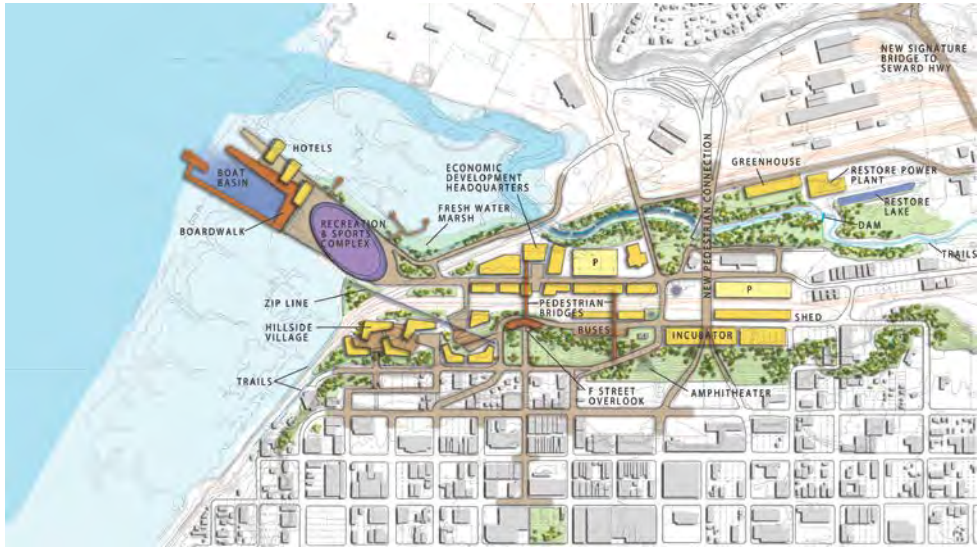 NEW SIGNATURE
BRIDGE TO
SEWARD HWY
HOTELS
BOAT
BASIN
BOARDWALK
RECREATION
& SPORTS
COMPLEX
ECONOMIC
DEVELOPMENT
HEADQUARTERS
FRESH WATER
MARSH
NEW PEDESTRIAN CONNECTION
GREENHOUSE
RESTORE POWER
PLANT
RESTORE
LAKE
DAM
TRAILS
P
P
ZIP LINE
PEDESTRIAN
BRIDGES
SHED
HILLSIDE
VILLAGE
BUSES
INCUBATOR
TRAILS
F STREET
OVERLOOK
AMPHITHEATER